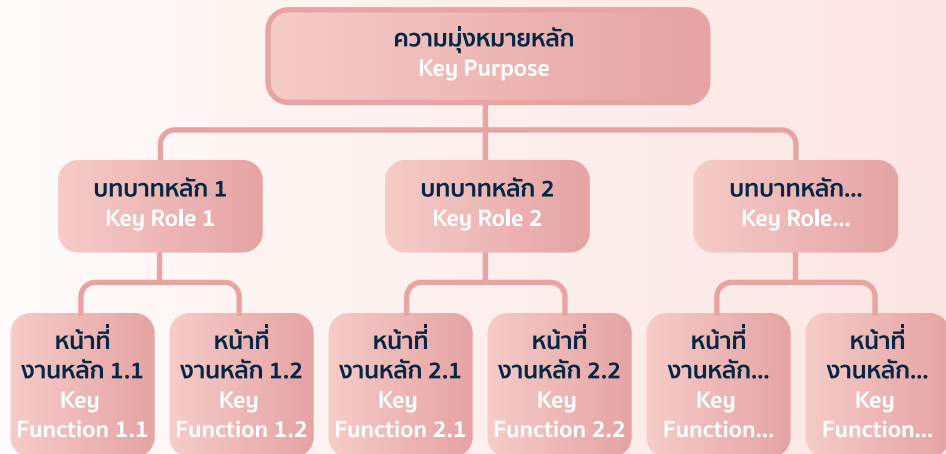 ความมุ่งหมายหลัก
Key Purpose
บทบาทหลัก 1
Key Role 1
บทบาทหลัก 2
Key Role 2
บทบาทหลัก...
Key Role...
หน้าที่
งานหลัก 1.1
Key
Function 1.1
หน้าที่
งานหลัก 1.2
Key
Function 1.2
หน้าที่
งานหลัก 2.1
Key
Function 2.1
หน้าที่
งานหลัก 2.2
Key
Function 2.2
หน้าที่
งานหลัก...
Key
Function...
หน้าที่
งานหลัก...
Key
Function...